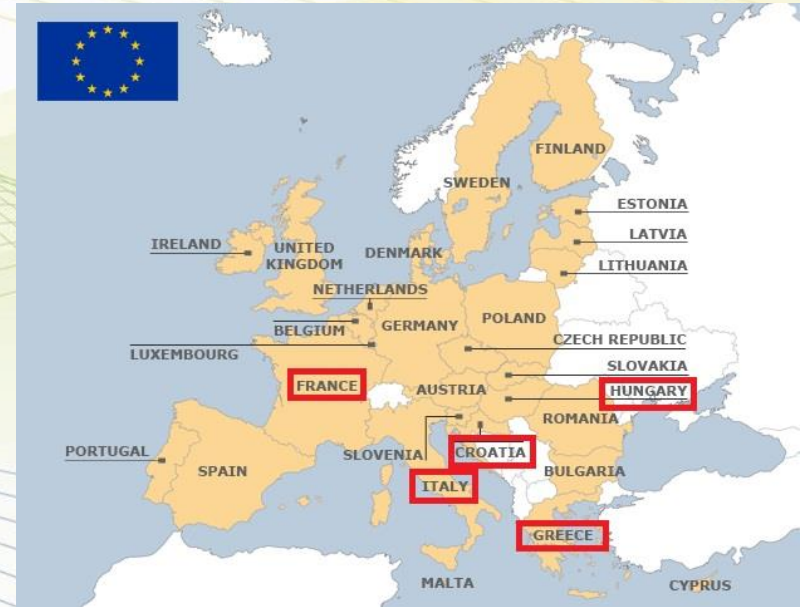 FINLAND
SWEDEN
ESTONIA
LATVIA
LITHUANIA
IRELAND
UNITED
KINGDOM
DENMARK
NETHERLANDS
BELGIUM
GERMANY
POLAND
LUXEMBOURG
CZECH REPUBLIC
SLOVAKIA
FRANCE
AUSTRIA
HUNGARY
ROMANIA
PORTUGAL
SPAIN
SLOVENIA
CROATIA
BULGARIA
ITALY
GREECE
MALTA
CYPRUS